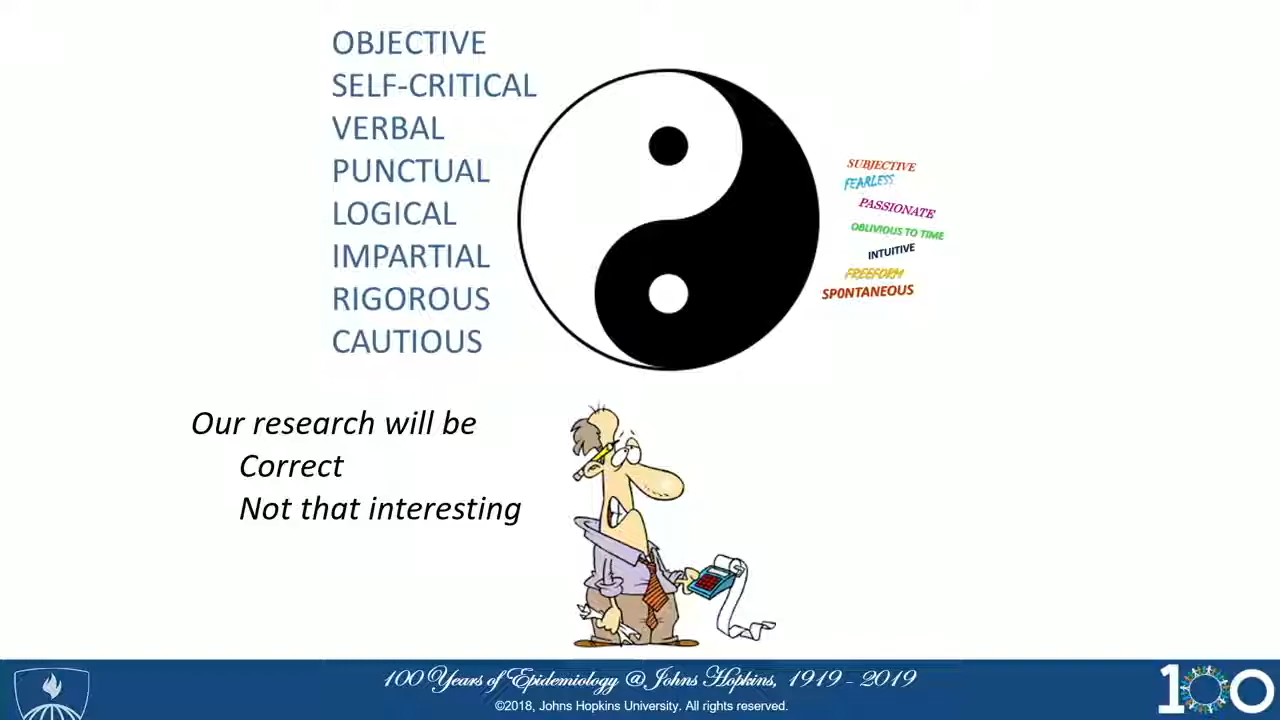 OBJECTIVE
SELF-CRITICAL
VERBAL
PUNCTUAL
LOGICAL
IMPARTIAL
RIGOROUS
CAUTIOUS
SUBJECTIVE
FEARLESS
PASSIONATE
OBLIVIOUS TO TIME
INTUITIVE
FREEFORM
SPONTANEOUS
Our research will be
Correct
Not that interesting
100 Years of Epidemiology @ Johns Hopkins, 1919 - 2019
©2018, Johns Hopkins University. All rights reserved.
100